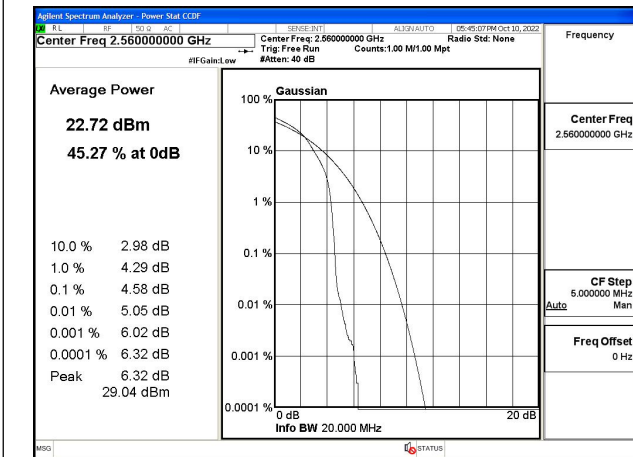 Agilent Spectrum Analyzer - Power Stat CCDF
RL RF 50 Ω AC SENSE:INT ALIGN AUTO 05:45:07 PM Oct 10, 2022
Center Freq 2.560000000 GHz
Center Freq: 2.560000000 GHz Radio Std: None
Trig: Free Run Counts:1.00 M/1.00 Mpt
#IFGain:Low #Atten: 40 dB
Frequency
Average Power
22.72 dBm
45.27 % at 0dB
10.0 % 2.98 dB
1.0 % 4.29 dB
0.1 % 4.58 dB
0.01 % 5.05 dB
0.001 % 6.02 dB
0.0001 % 6.32 dB
Peak 6.32 dB
29.04 dBm
Gaussian
100 %
10 %
1 %
0.1 %
0.01 %
0.001 %
0.0001 %
0 dB 20 dB
Info BW 20.000 MHz
Center Freq
2.560000000 GHz
CF Step
5.000000 MHz
Auto Man
Freq Offset
0 Hz
MSG STATUS